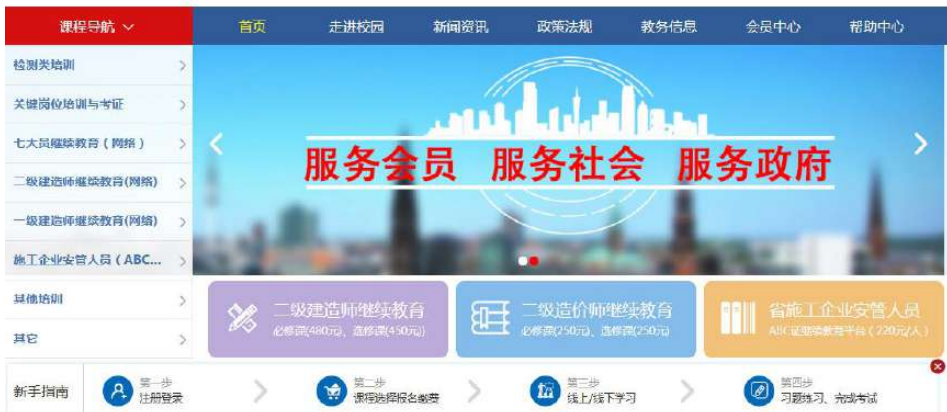 课程导航
首页 走进校园 新闻资讯 政策法规 教务信息 会员中心 帮助中心
检测类培训
关键岗位培训与考证
七大员继续教育(网络)
二级建造师继续教育(网络)
一级建造师继续教育(网络)
施工企业安管人员(ABC...
其他培训
其它
服务会员 服务社会 服务政府
二级建造师继续教育
必修课(480元)、选修课(450元)
二级造价师继续教育
必修课(250元)、选修课(250元)
省施工企业安管人员
ABC证继续教育平台(220元/人)
新手指南
第一步
注册登录
第二步
课程选择报名缴费
第三步
线上/线下学习
第四步
习题练习、完成考试